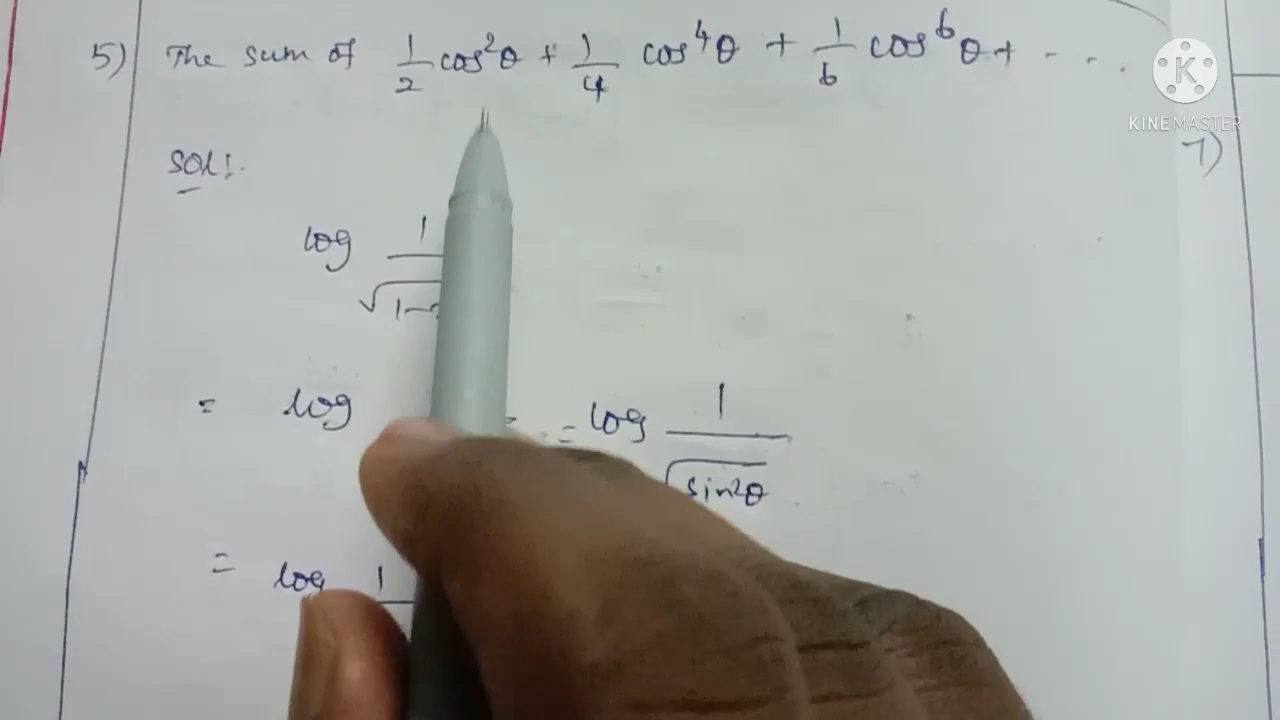 5) The sum of 1/2 cos²θ + 1/4 cos⁴θ + 1/6 cos⁶θ + - - .
KINEMASTER
7)
Sol:
log 1 / √1-
= log
= log 1 / √sin²θ
= log 1